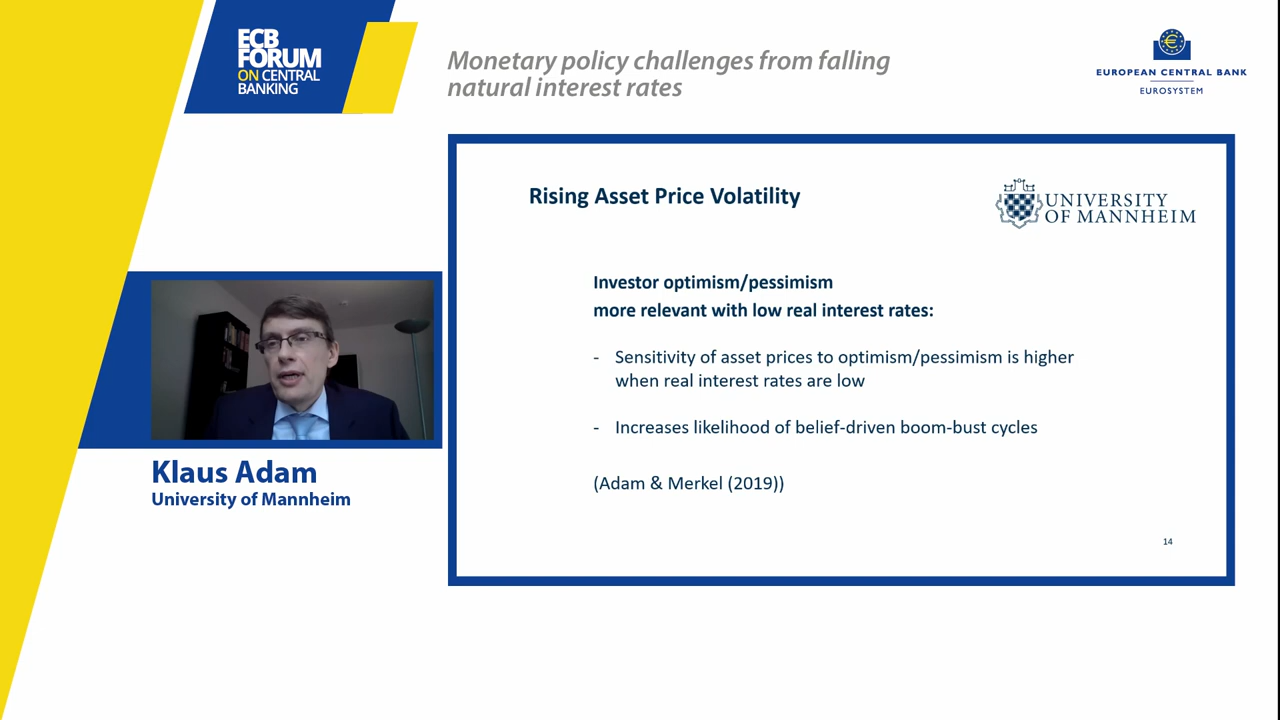 ECB
FORUM
ON CENTRAL
BANKING
Monetary policy challenges from falling
natural interest rates
EUROPEAN CENTRAL BANK
EUROSYSTEM
Rising Asset Price Volatility
UNIVERSITY
OF MANNHEIM
Investor optimism/pessimism
more relevant with low real interest rates:
- Sensitivity of asset prices to optimism/pessimism is higher
when real interest rates are low
- Increases likelihood of belief-driven boom-bust cycles
(Adam & Merkel (2019))
14
Klaus Adam
University of Mannheim